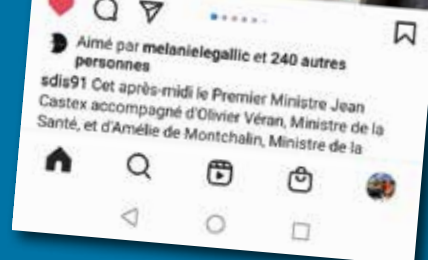 Aimé par melanielegallic et 240 autres
personnes
sdis91 Cet après-midi le Premier Ministre Jean
Castex accompagné d'Olivier Véran, Ministre de la
Santé, et d'Amélie de Montchalin, Ministre de la